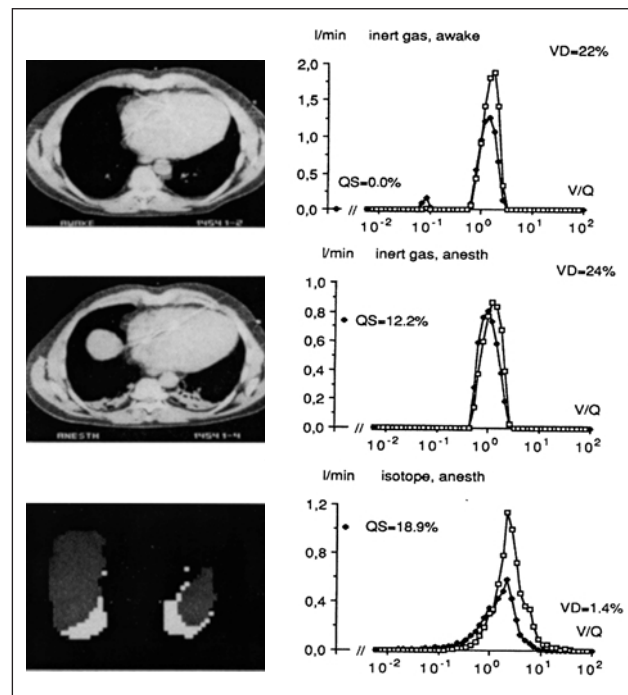 l/min inert gas, awake
VD=22%
2,0
1,5
1,0
0,5
0,0
QS=0.0%
V/Q
10-2 10-1 100 101 102
AWAKE 14541-2
l/min inert gas, anesth
VD=24%
1,0
0,8
0,6
0,4
0,2
0,0
QS=12.2%
V/Q
10-2 10-1 100 101 102
ANESTH 14541-4
l/min isotope, anesth
1,2
0,8
0,4
0,0
QS=18.9%
VD=1.4%
V/Q
10-2 10-1 100 101 102